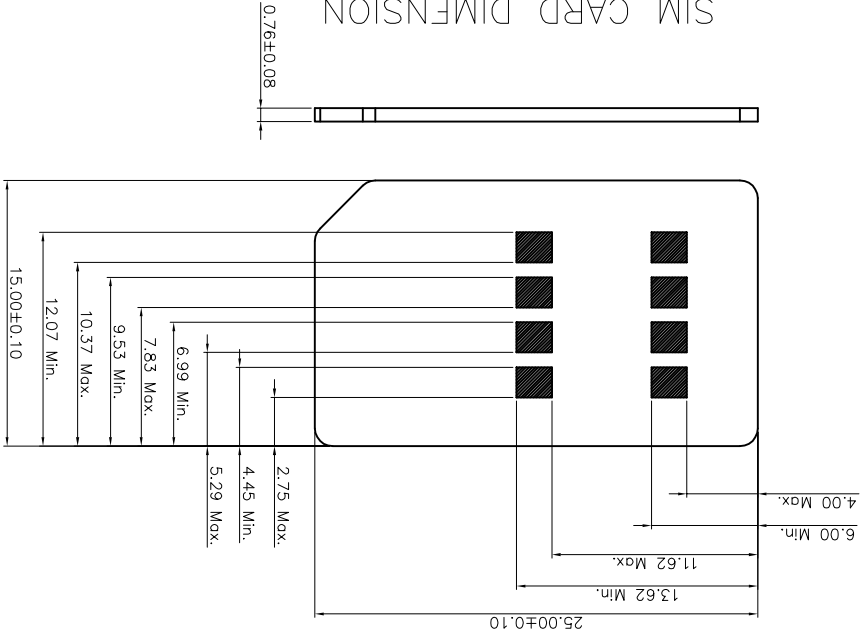 SIM CARD DIMENSION
0.76±0.08
15.00±0.10
12.07 Min.
10.37 Max.
9.53 Min.
7.83 Max.
6.99 Min.
5.29 Max.
4.45 Min.
2.75 Max.
4.00 Max.
6.00 Min.
11.62 Max.
13.62 Min.
25.00±0.10